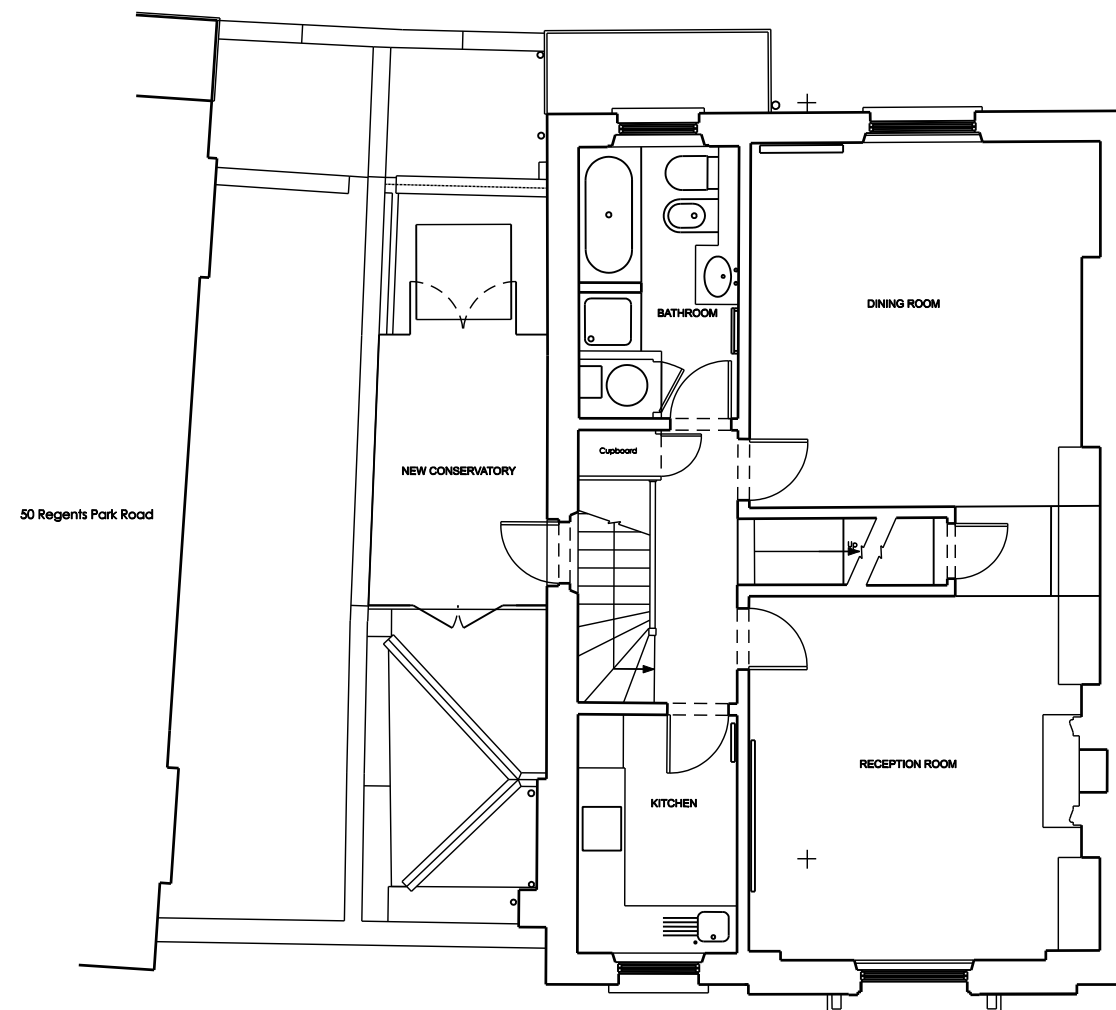 DINING ROOM
BATHROOM
Cupboard
NEW CONSERVATORY
50 Regents Park Road
Up
RECEPTION ROOM
KITCHEN